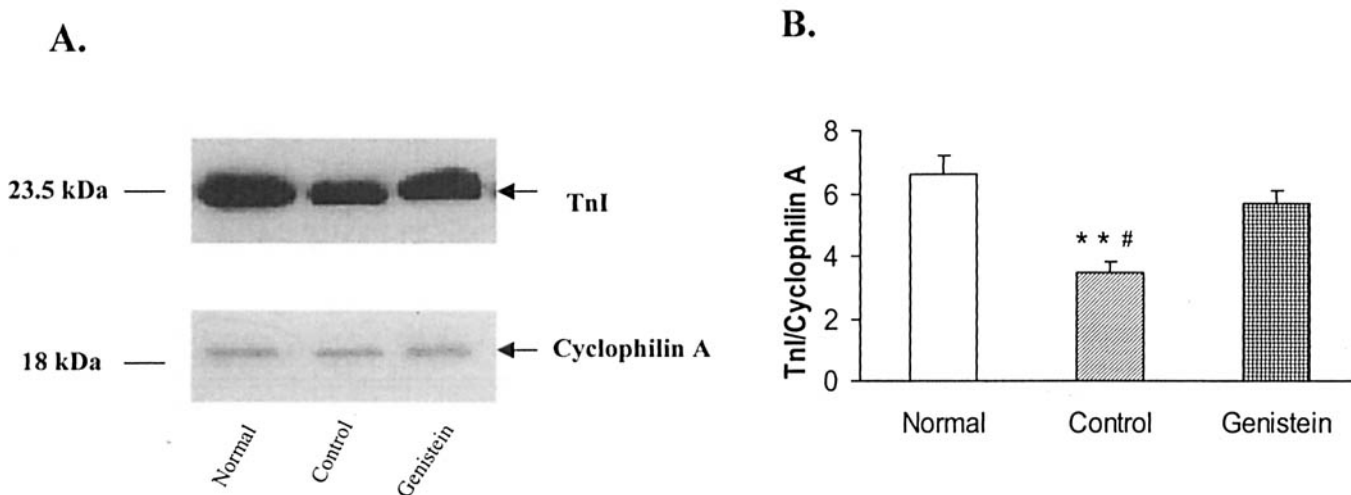 A.
23.5 kDa
TnI
18 kDa
Cyclophilin A
Normal
Control
Genistein
B.
TnI/Cyclophilin A
8
6
4
2
0
* * #
Normal
Control
Genistein